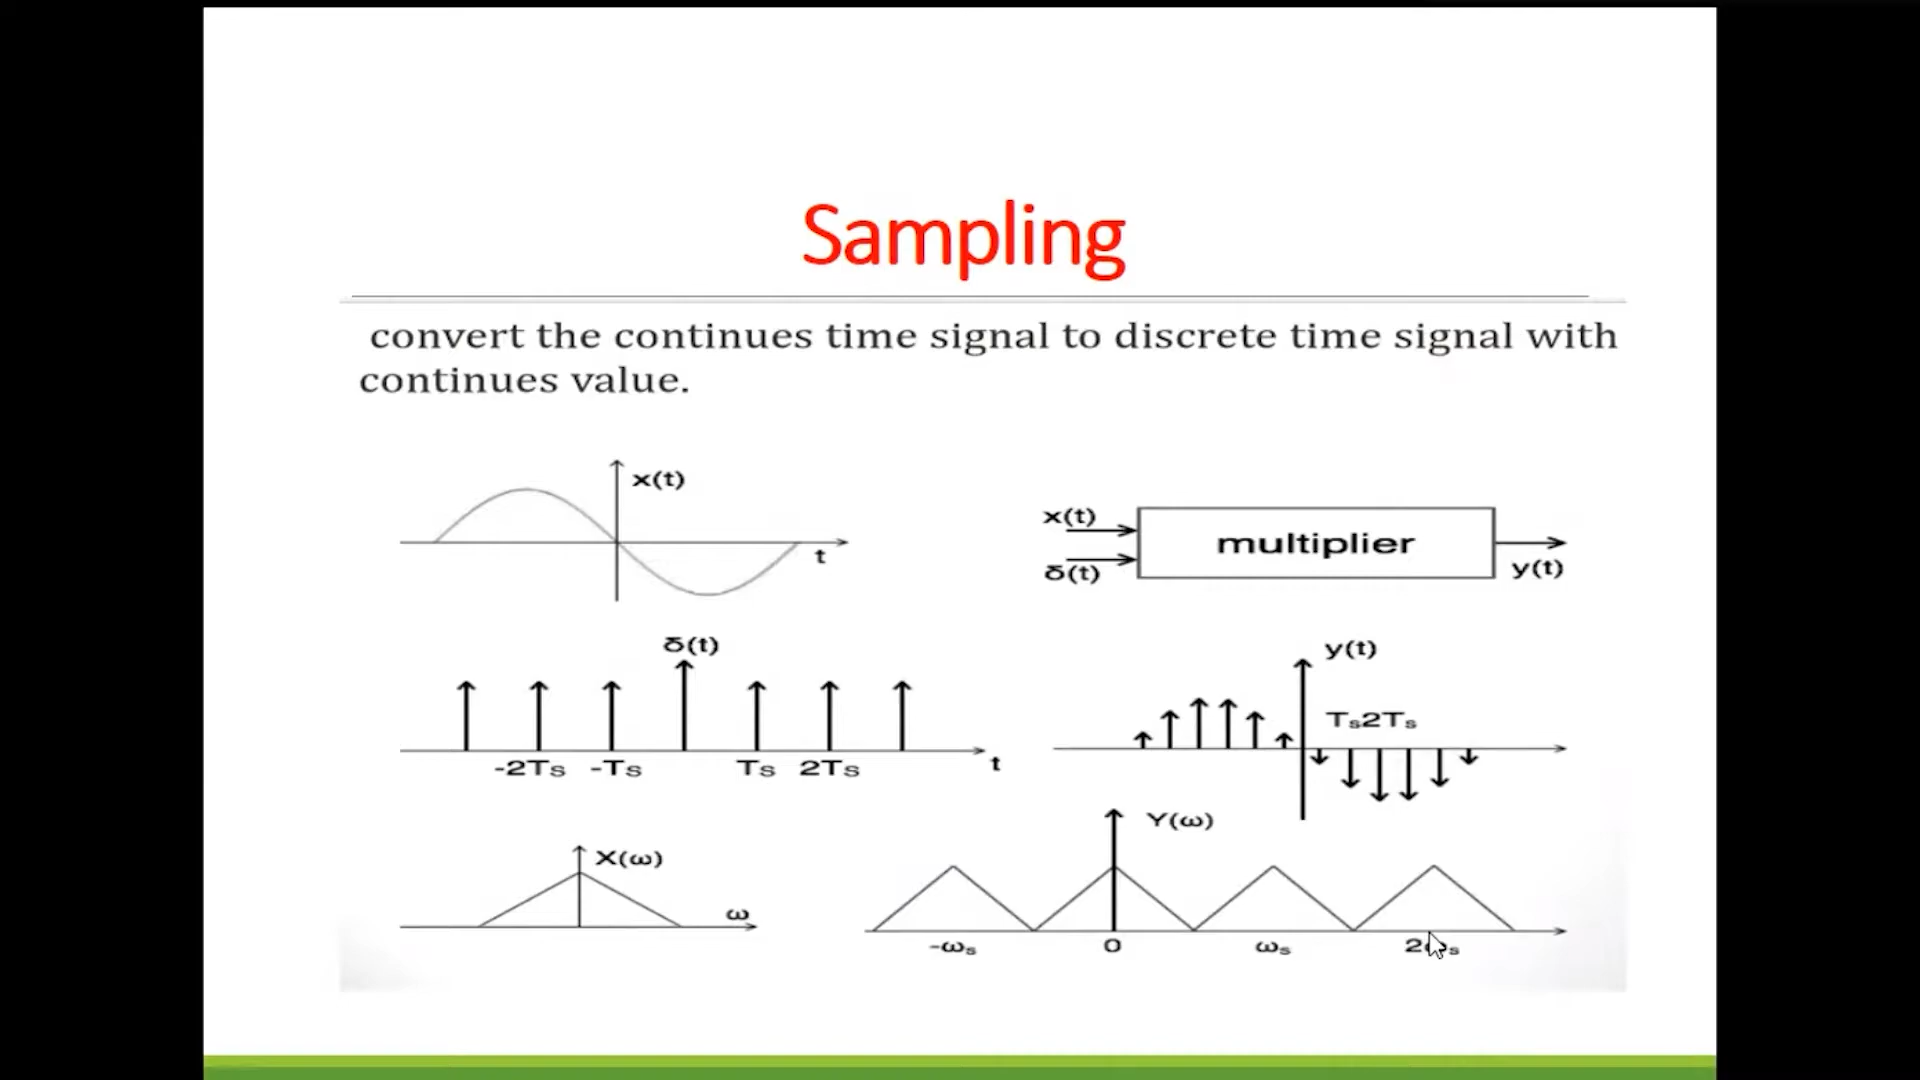 Sampling
convert the continues time signal to discrete time signal with
continues value.
x(t)
t
x(t)
δ(t)
multiplier
y(t)
δ(t)
-2Ts -Ts Ts 2Ts
t
y(t)
Ts2Ts
X(ω)
ω
Y(ω)
-ωs 0 ωs 2ωs